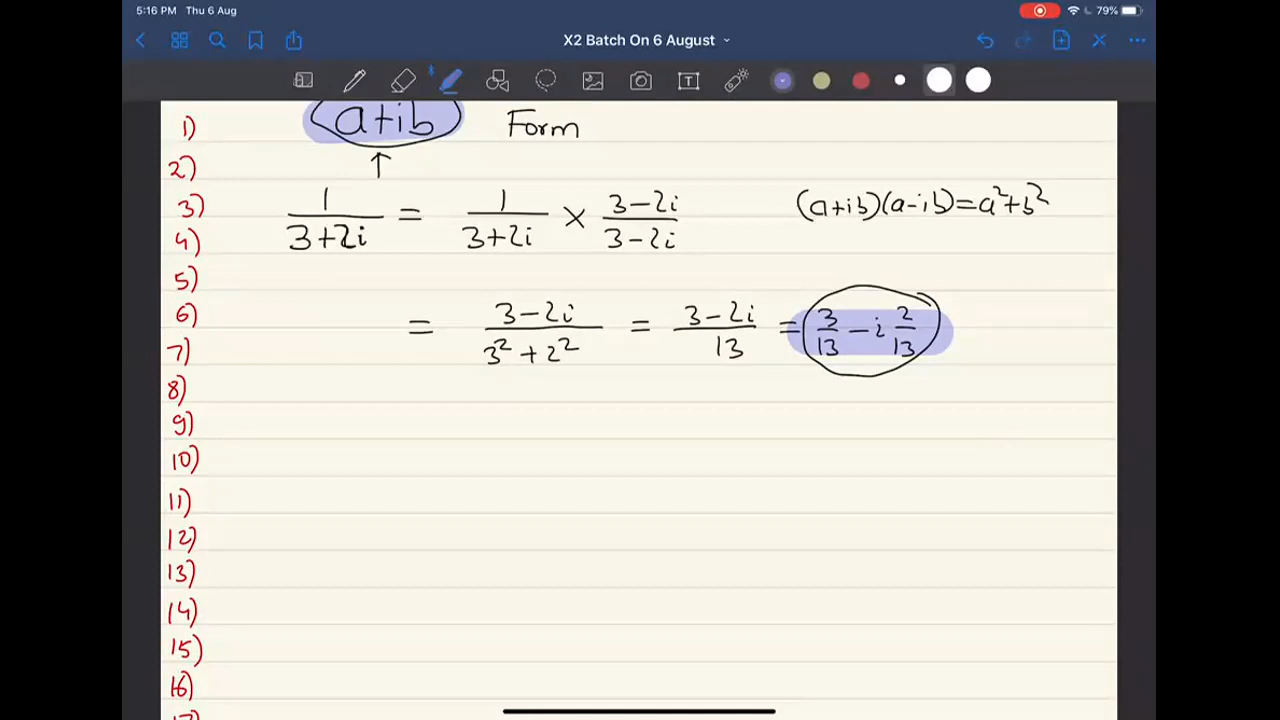 5:16 PM Thu 6 Aug 79%
X2 Batch On 6 August
a+ib Form
1)
2)
3) 1/(3+2i) = 1/(3+2i) × (3-2i)/(3-2i) (a+ib)(a-ib)=a²+b²
4)
5)
6) = (3-2i)/(3²+2²) = (3-2i)/13 = 3/13 - i 2/13
7)
8)
9)
10)
11)
12)
13)
14)
15)
16)